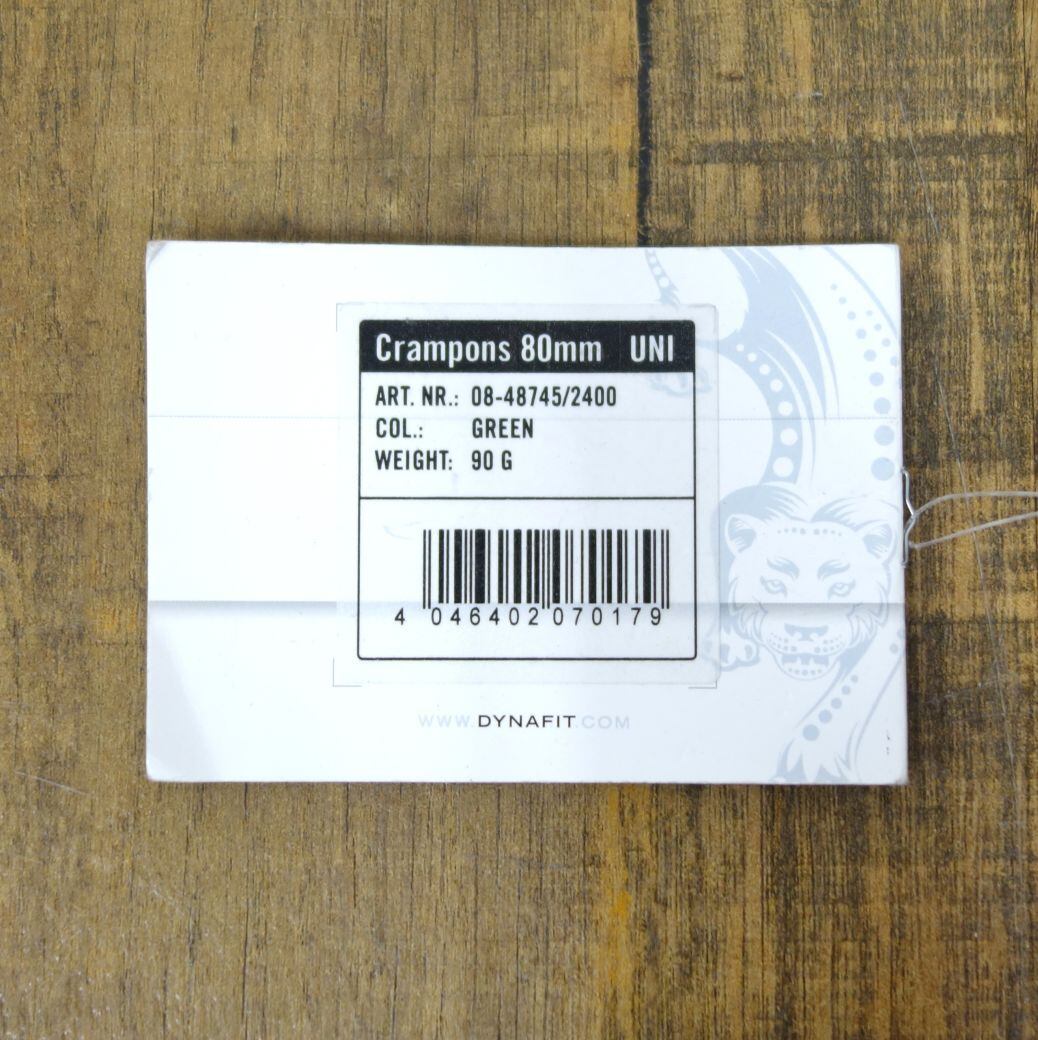 Crampons 80mm UNI
ART. NR.: 08-48745/2400
COL.: GREEN
WEIGHT: 90 G
4 046402 070179
WWW.DYNAFIT.COM